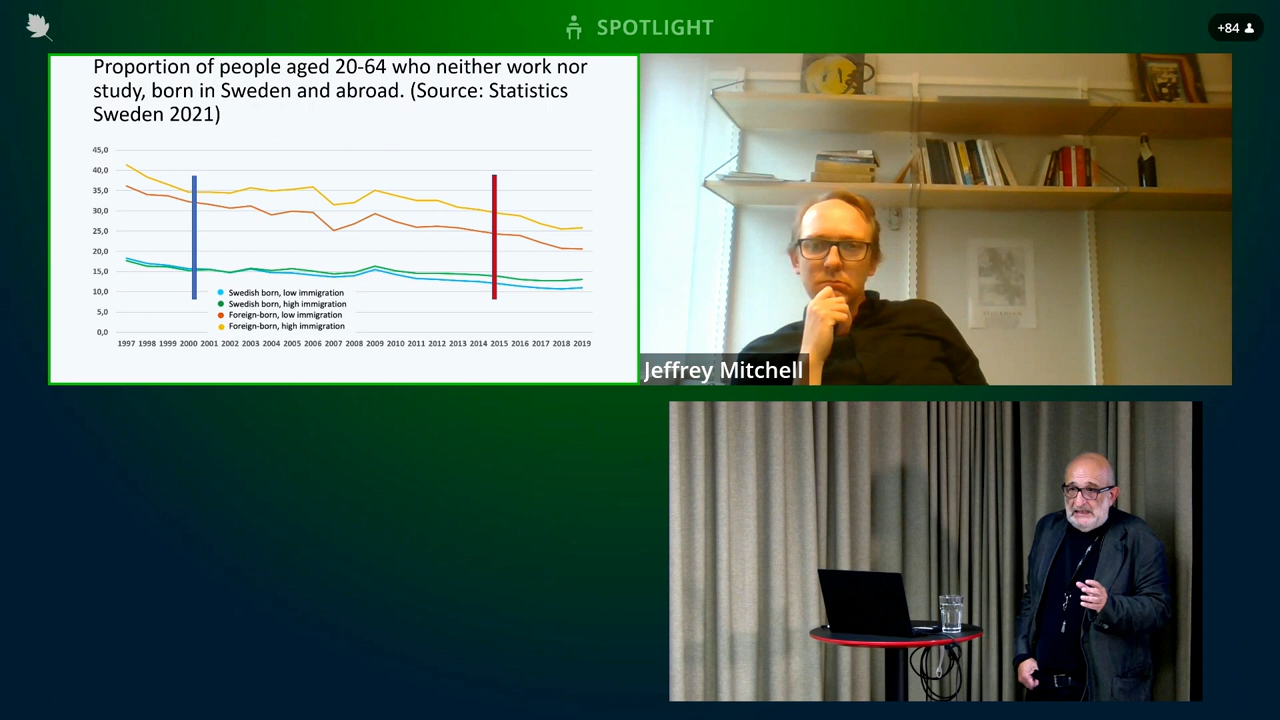 SPOTLIGHT
+84
Proportion of people aged 20-64 who neither work nor
study, born in Sweden and abroad. (Source: Statistics
Sweden 2021)
45,0
40,0
35,0
30,0
25,0
20,0
15,0
10,0
5,0
0,0
Swedish born, low immigration
Swedish born, high immigration
Foreign-born, low immigration
Foreign-born, high immigration
1997 1998 1999 2000 2001 2002 2003 2004 2005 2006 2007 2008 2009 2010 2011 2012 2013 2014 2015 2016 2017 2018 2019
Jeffrey Mitchell